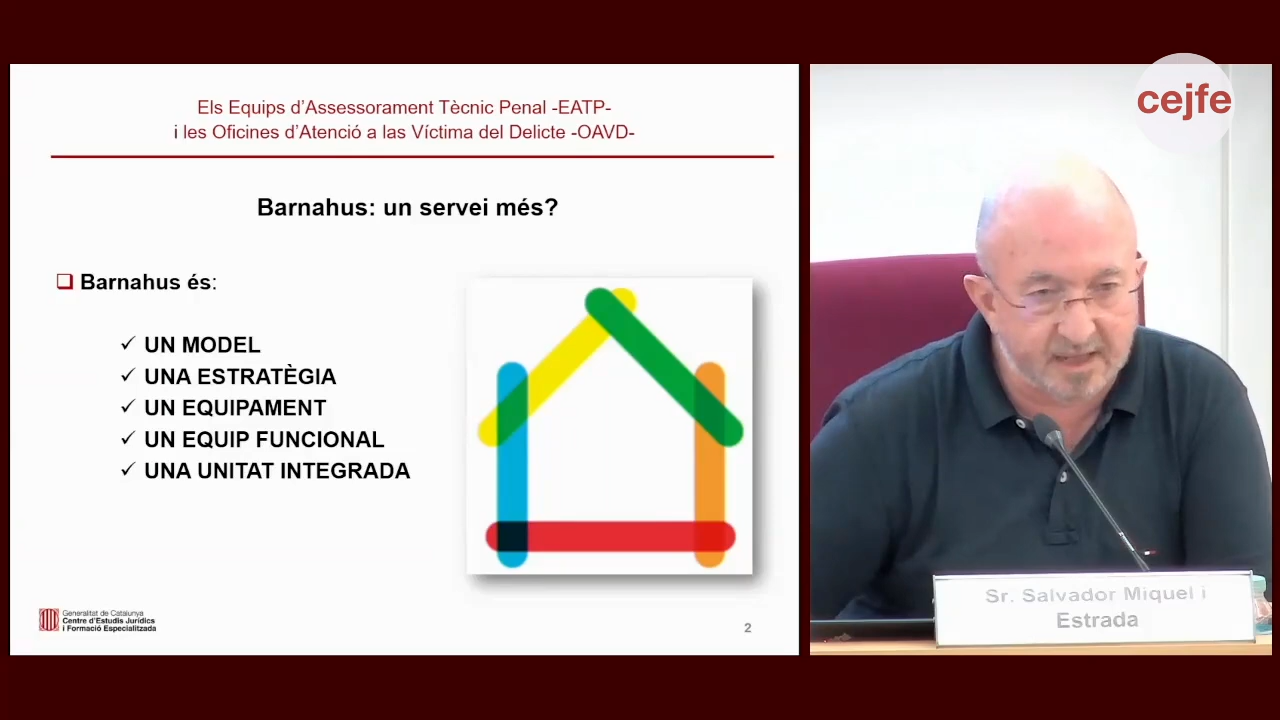 Els Equips d'Assessorament Tècnic Penal -EATP-
i les Oficines d'Atenció a las Víctima del Delicte -OAVD-
Barnahus: un servei més?
Barnahus és:
UN MODEL
UNA ESTRATÈGIA
UN EQUIPAMENT
UN EQUIP FUNCIONAL
UNA UNITAT INTEGRADA
Generalitat de Catalunya
Centre d'Estudis Jurídics
i Formació Especialitzada
2
cejfe
Sr. Salvador Miquel i
Estrada